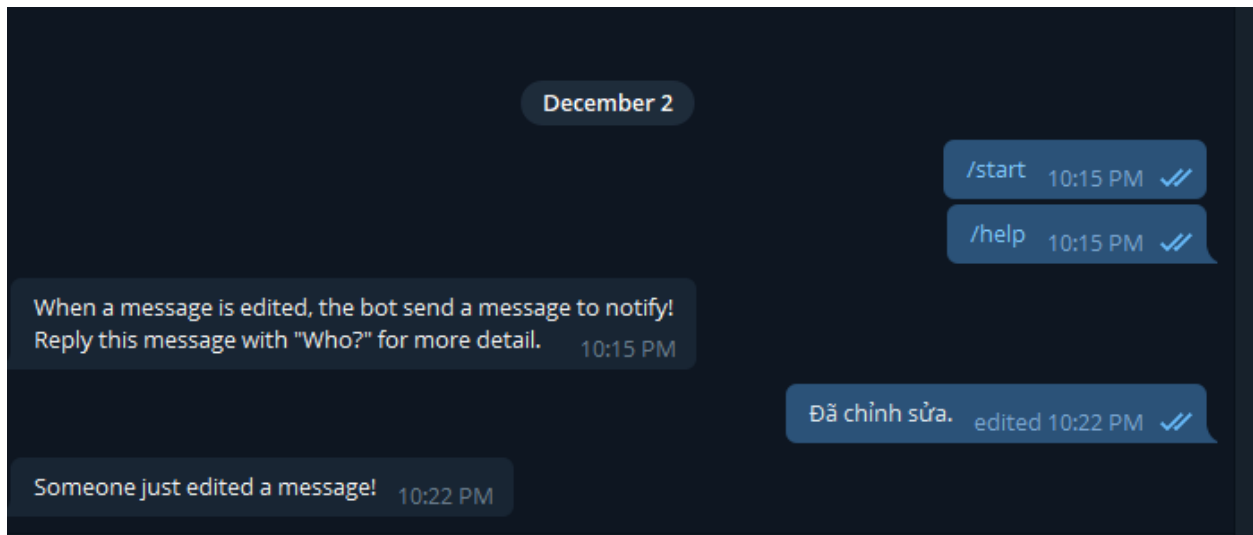 December 2
/start 10:15 PM
/help 10:15 PM
When a message is edited, the bot send a message to notify!
Reply this message with "Who?" for more detail. 10:15 PM
Đã chỉnh sửa. edited 10:22 PM
Someone just edited a message! 10:22 PM